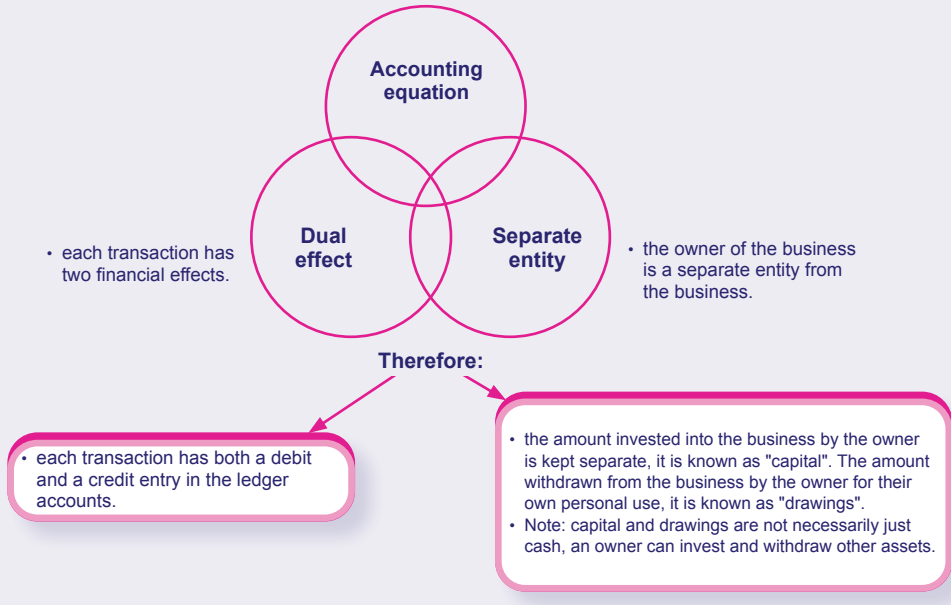 Accounting
equation
Dual
effect
Separate
entity
• each transaction has
two financial effects.
• the owner of the business
is a separate entity from
the business.
Therefore:
• each transaction has both a debit
and a credit entry in the ledger
accounts.
• the amount invested into the business by the owner
is kept separate, it is known as "capital". The amount
withdrawn from the business by the owner for their
own personal use, it is known as "drawings".
• Note: capital and drawings are not necessarily just
cash, an owner can invest and withdraw other assets.